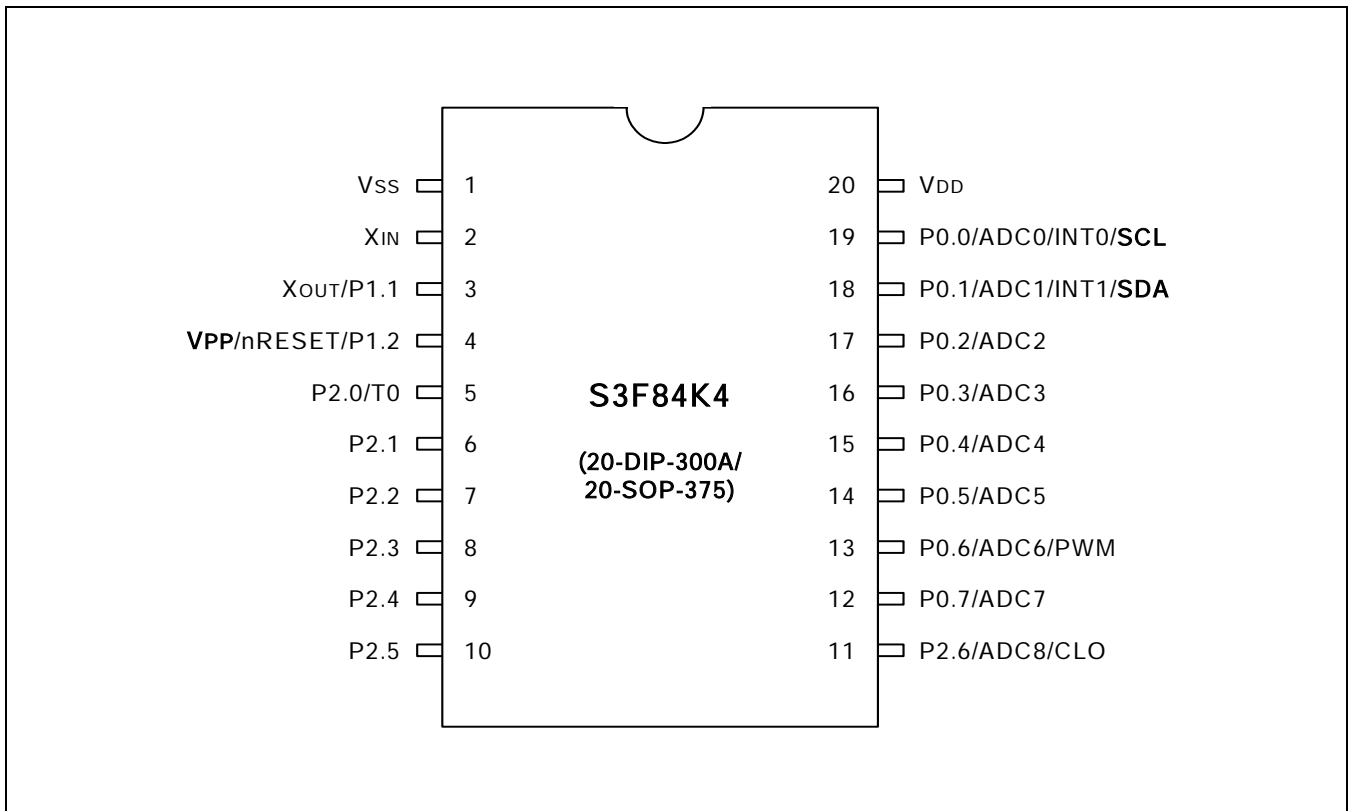 VSS 1 20 VDD
XIN 2 19 P0.0/ADC0/INT0/SCL
XOUT/P1.1 3 18 P0.1/ADC1/INT1/SDA
VPP/nRESET/P1.2 4 17 P0.2/ADC2
P2.0/T0 5 S3F84K4 16 P0.3/ADC3
P2.1 6 15 P0.4/ADC4
(20-DIP-300A/
P2.2 7 20-SOP-375) 14 P0.5/ADC5
P2.3 8 13 P0.6/ADC6/PWM
P2.4 9 12 P0.7/ADC7
P2.5 10 11 P2.6/ADC8/CLO